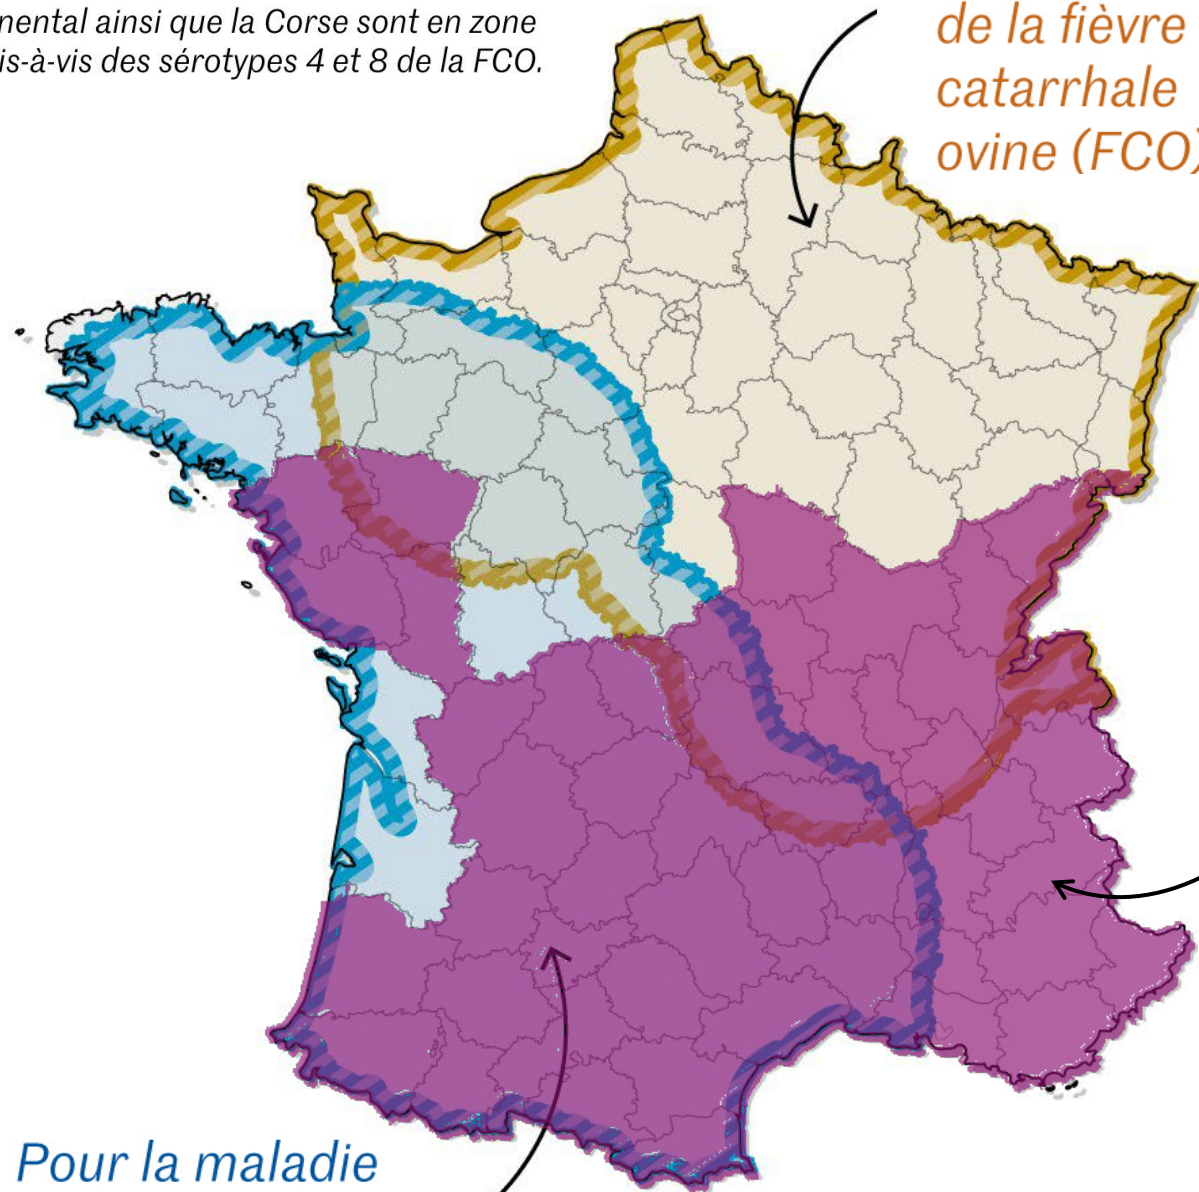 nental ainsi que la Corse sont en zone
is-à-vis des sérotypes 4 et 8 de la FCO.
de la fièvre
catarrhale
ovine (FCO)
Pour la maladie